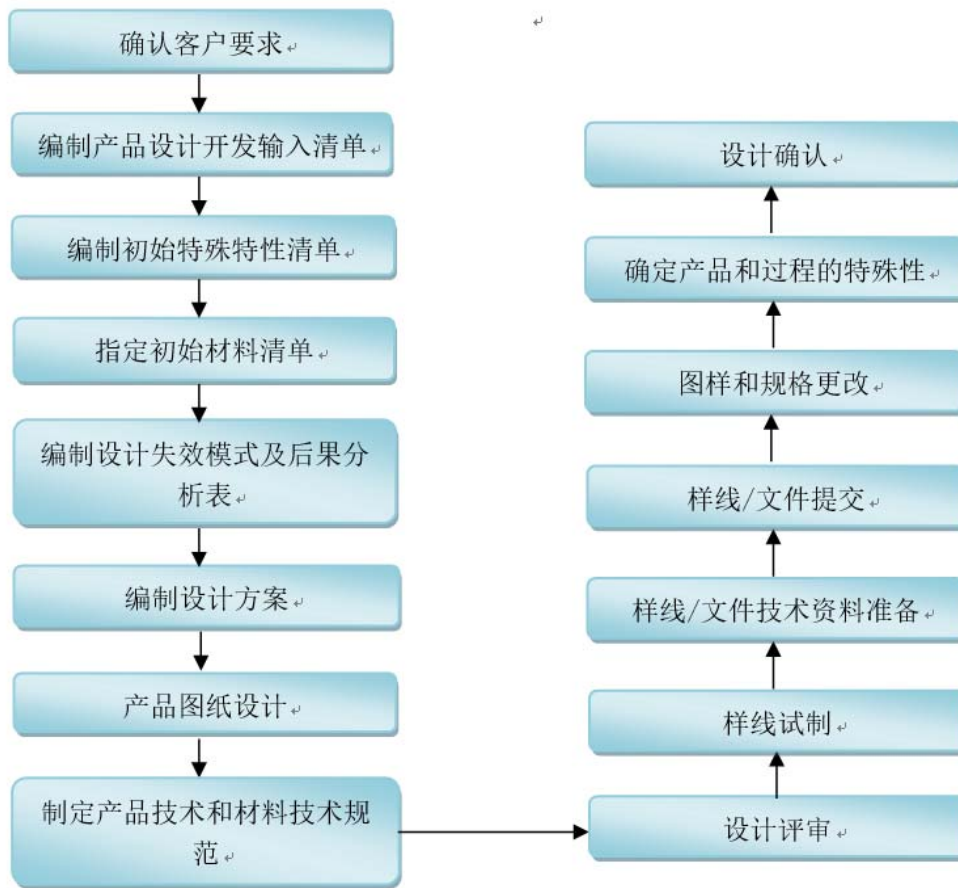 确认客户要求
编制产品设计开发输入清单
编制初始特殊特性清单
指定初始材料清单
编制设计失效模式及后果分
析表
编制设计方案
产品图纸设计
制定产品技术和材料技术规
范
设计评审
样线试制
样线/文件技术资料准备
样线/文件提交
图样和规格更改
确定产品和过程的特殊性
设计确认